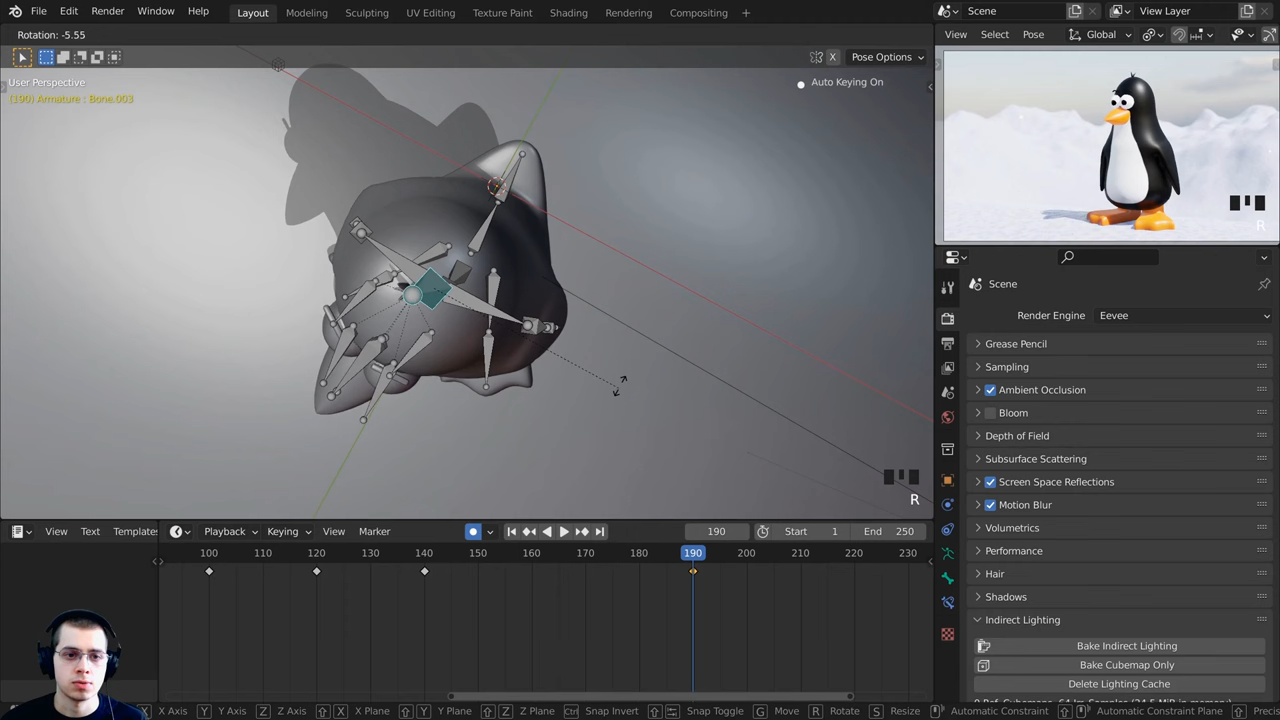 File Edit Render Window Help Layout Modeling Sculpting UV Editing Texture Paint Shading Rendering Compositing + Scene View Layer
Rotation: -5.55 View Select Pose Global
X Pose Options
User Perspective Auto Keying On
(190) Armature : Bone.003
R
Scene
Render Engine Eevee
Grease Pencil
Sampling
Ambient Occlusion
Bloom
Depth of Field
Subsurface Scattering
Screen Space Reflections
R
Motion Blur
View Text Templates Playback Keying View Marker 190 Start 1 End 250
Volumetrics
100 110 120 130 140 150 160 170 180 190 200 210 220 230
Performance
Hair
Shadows
Indirect Lighting
Bake Indirect Lighting
Bake Cubemap Only
Delete Lighting Cache
X Axis Y Y Axis Z Z Axis X X Plane Y Y Plane Z Z Plane Ctrl Snap Invert Snap Toggle G Move R Rotate S Resize Automatic Constraint Automatic Constraint Plane Precis